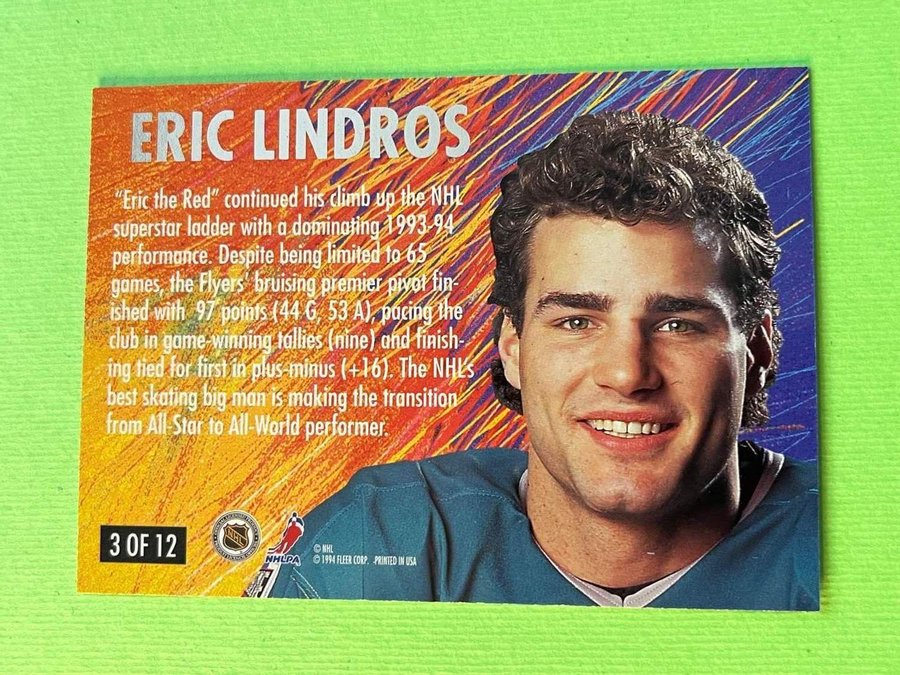 ERIC LINDROS
"Eric the Red" continued his climb up the NHL
superstar ladder with a dominating 1993-94
performance. Despite being limited to 65
games, the Flyers' bruising premier pivot fin-
ished with 97 points (44 G, 53 A), pacing the
club in game-winning tallies (nine) and finish-
ing tied for first in plus-minus (+16). The NHL's
best skating big man is making the transition
from All-Star to All-World performer.
3 OF 12
NHL
NHLPA
© NHL
© 1994 FLEER CORP. PRINTED IN USA